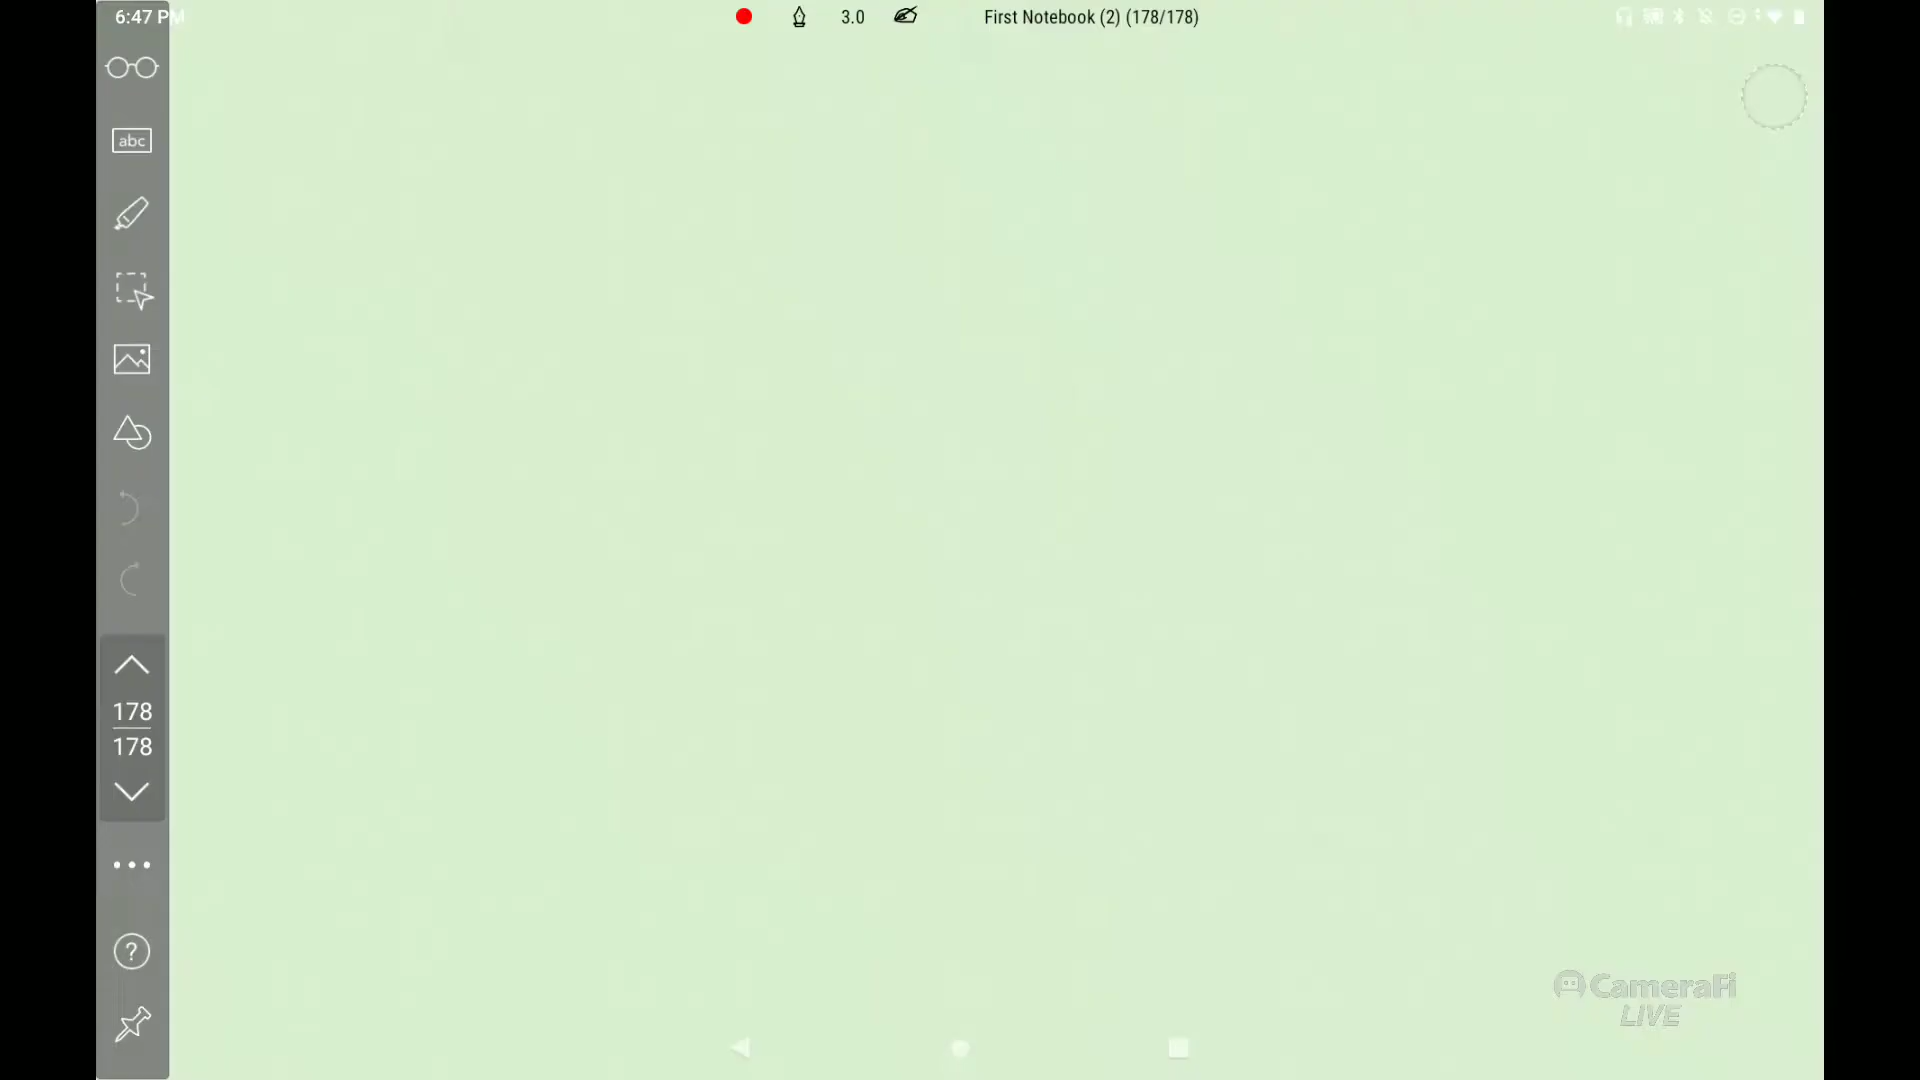 6:47 PM
3.0
First Notebook (2) (178/178)
abc
178
178
?
CameraFi
LIVE